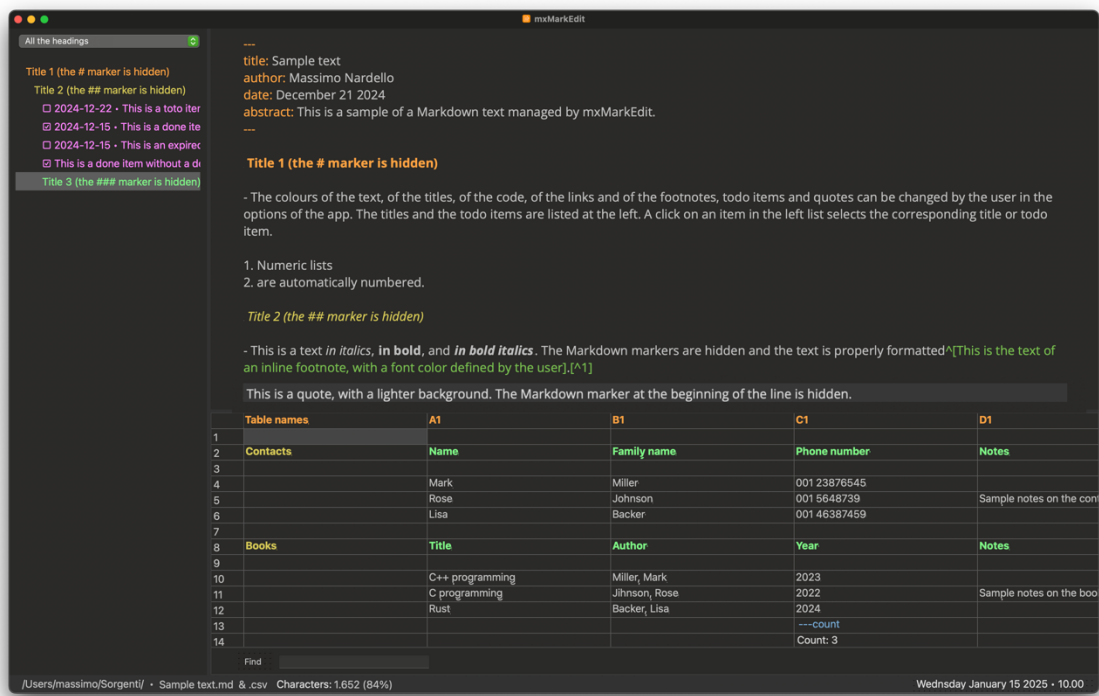 mxMarkEdit
All the headings
Title 1 (the # marker is hidden)
Title 2 (the ## marker is hidden)
☐ 2024-12-22 • This is a toto iter
☑ 2024-12-15 • This is a done ite
☐ 2024-12-15 • This is an expired
☑ This is a done item without a de
Title 3 (the ### marker is hidden)
---
title: Sample text
author: Massimo Nardello
date: December 21 2024
abstract: This is a sample of a Markdown text managed by mxMarkEdit.
---
Title 1 (the # marker is hidden)
- The colours of the text, of the titles, of the code, of the links and of the footnotes, todo items and quotes can be changed by the user in the
options of the app. The titles and the todo items are listed at the left. A click on an item in the left list selects the corresponding title or todo
item.
1. Numeric lists
2. are automatically numbered.
Title 2 (the ## marker is hidden)
- This is a text in italics, in bold, and in bold italics. The Markdown markers are hidden and the text is properly formatted^[This is the text of
an inline footnote, with a font color defined by the user].[^1]
This is a quote, with a lighter background. The Markdown marker at the beginning of the line is hidden.
Table names A1 B1 C1 D1
1
2 Contacts Name Family name Phone number Notes
3
4 Mark Miller 001 23876545
5 Rose Johnson 001 5648739 Sample notes on the cont
6 Lisa Backer 001 46387459
7
8 Books Title Author Year Notes
9
10 C++ programming Miller, Mark 2023
11 C programming Jihnson, Rose 2022 Sample notes on the boo
12 Rust Backer, Lisa 2024
13 ---count
14 Count: 3
Find
/Users/massimo/Sorgenti/ • Sample text.md & .csv Characters: 1.652 (84%) Wednsday January 15 2025 • 10.00